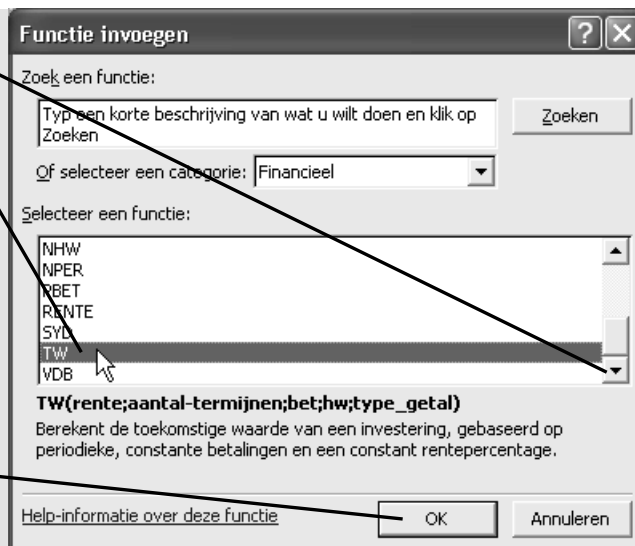 Functie invoegen
Zoek een functie:
Typ een korte beschrijving van wat u wilt doen en klik op
Zoeken
Zoeken
Of selecteer een categorie: Financieel
Selecteer een functie:
NHW
NPER
PBET
RENTE
SYD
TW
VDB
TW(rente;aantal-termijnen;bet;hw;type_getal)
Berekent de toekomstige waarde van een investering, gebaseerd op
periodieke, constante betalingen en een constant rentepercentage.
Help-informatie over deze functie
OK
Annuleren